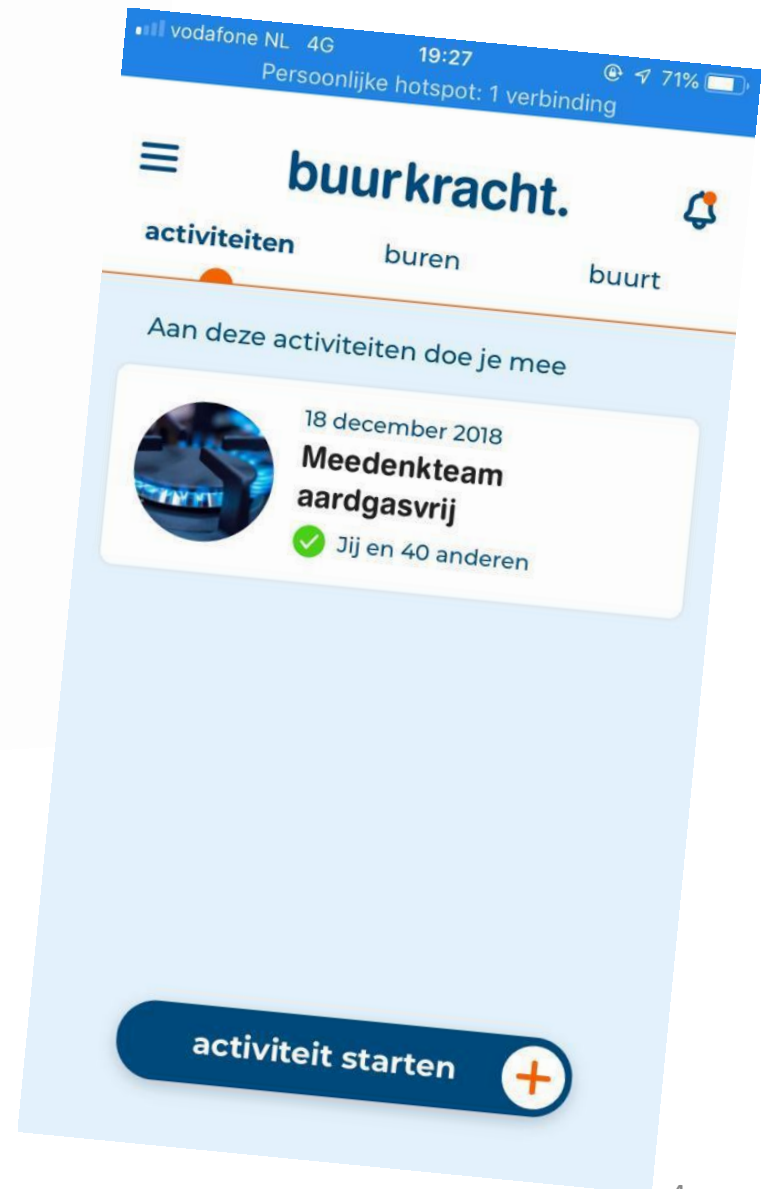 vodafone NL 4G 19:27 71%
Persoonlijke hotspot: 1 verbinding
buurkracht.
activiteiten buren buurt
Aan deze activiteiten doe je mee
18 december 2018
Meedenkteam
aardgasvrij
Jij en 40 anderen
activiteit starten